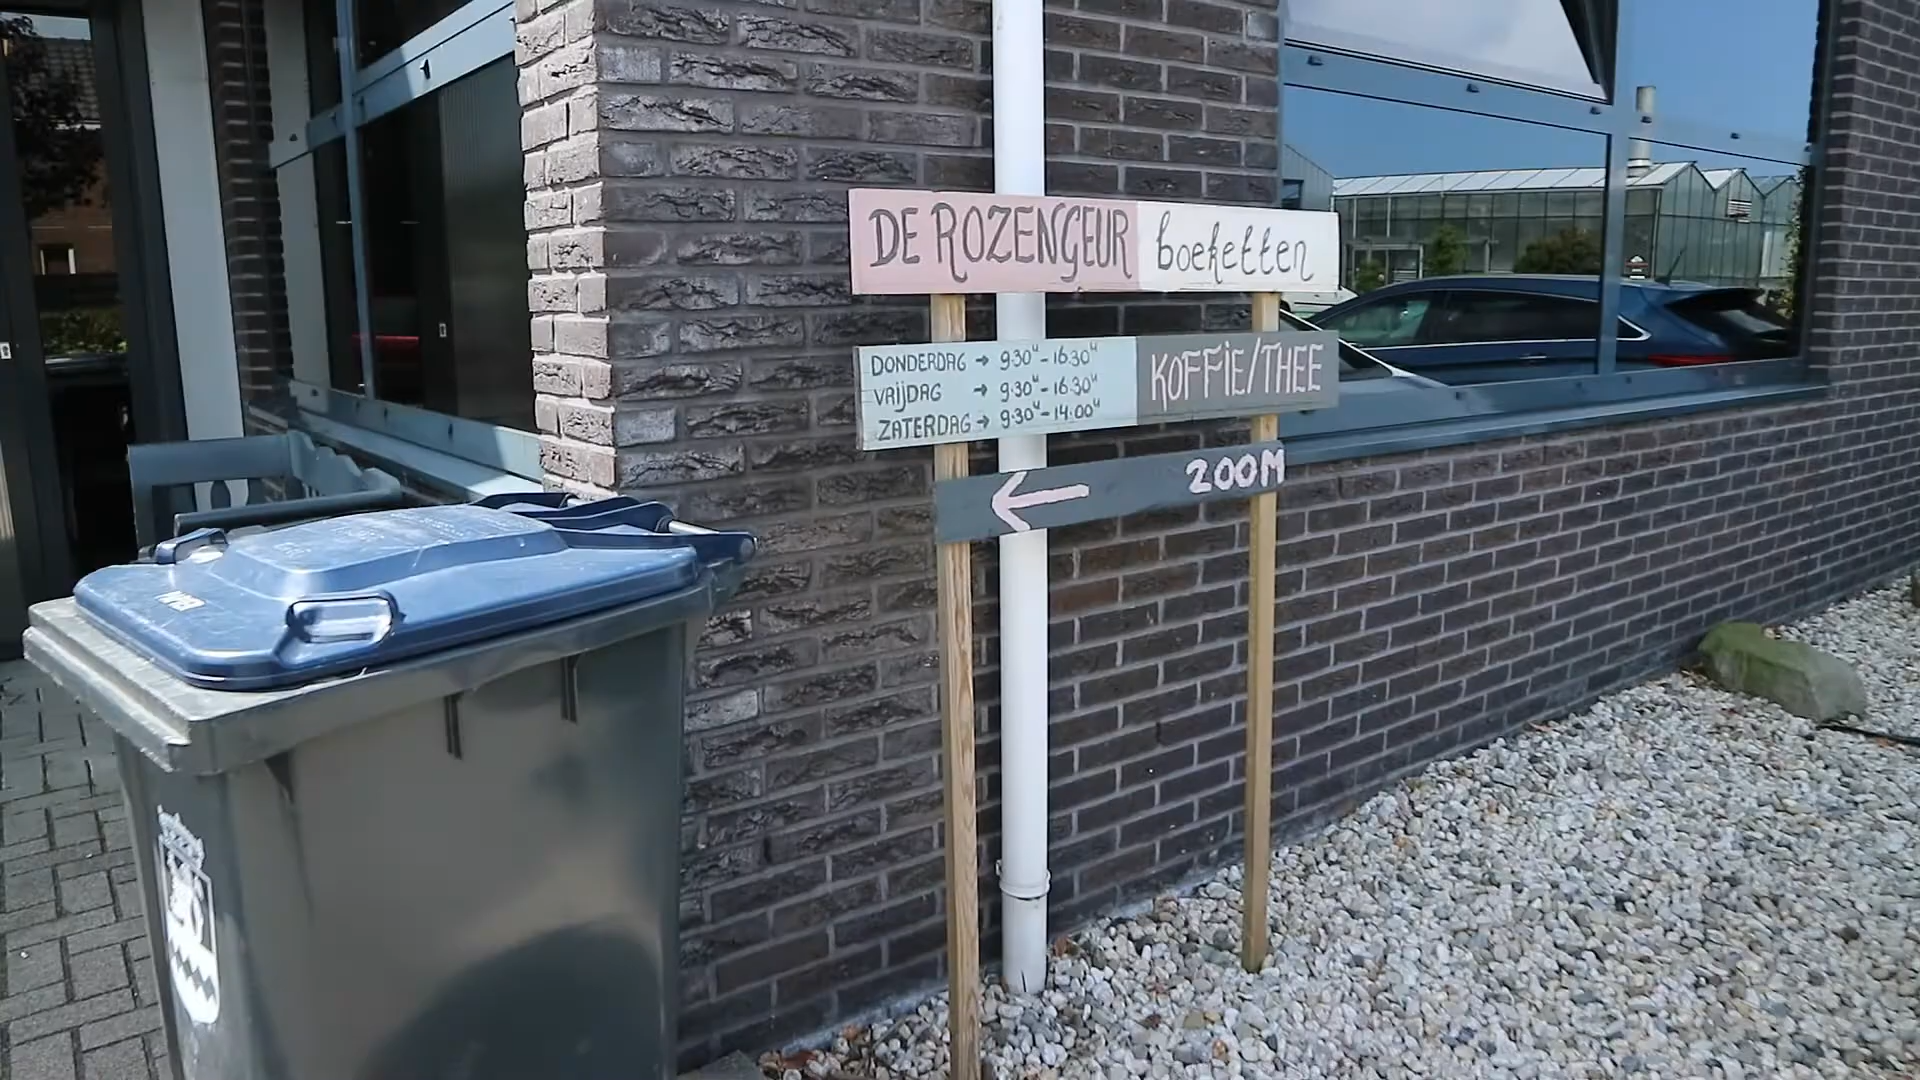 DE ROZENGEUR boeketten
DONDERDAG → 9.30ᵘ - 16.30ᵘ
VRIJDAG → 9.30ᵘ - 16.30ᵘ
ZATERDAG → 9.30ᵘ - 14.00ᵘ
KOFFIE/THEE
← 200M